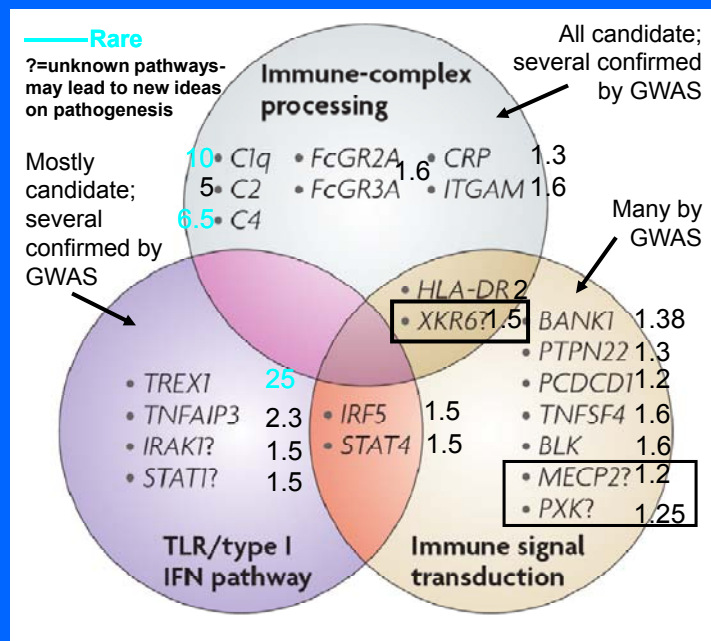 Rare
?=unknown pathways-
may lead to new ideas
on pathogenesis
All candidate;
several confirmed
by GWAS
Immune-complex
processing
10 • C1q • FcGR2A 1.6 • CRP 1.3
5 • C2 • FcGR3A • ITGAM 1.6
6.5 • C4
Mostly
candidate;
several
confirmed by
GWAS
Many by
GWAS
• HLA-DR 2
• XKR6? 1.5
• BANK1 1.38
• PTPN22 1.3
• PCDCD1 1.2
• TNFSF4 1.6
• BLK 1.6
• MECP2? 1.2
• PXK? 1.25
• TREX1 25
• TNFAIP3 2.3
• IRAK1? 1.5
• STAT1? 1.5
• IRF5 1.5
• STAT4 1.5
TLR/type I
IFN pathway
Immune signal
transduction